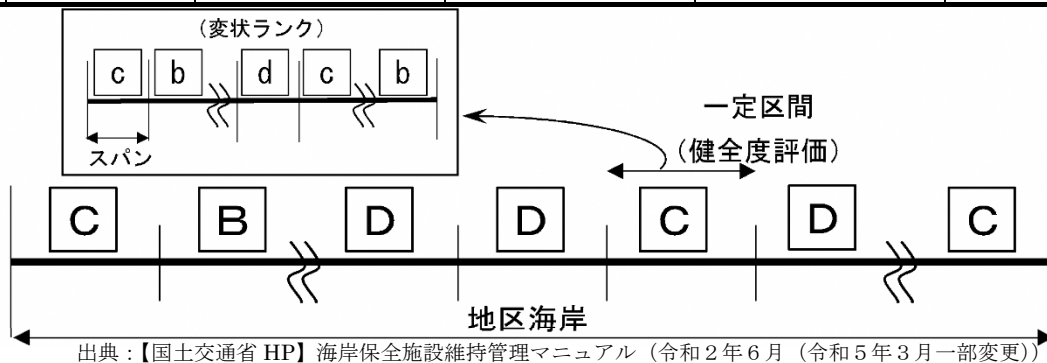 (変状ランク)
c b d c b
スパン
一定区間
(健全度評価)
C B D D C D C
地区海岸
出典:【国土交通省 HP】海岸保全施設維持管理マニュアル(令和2年6月(令和5年3月一部変更))